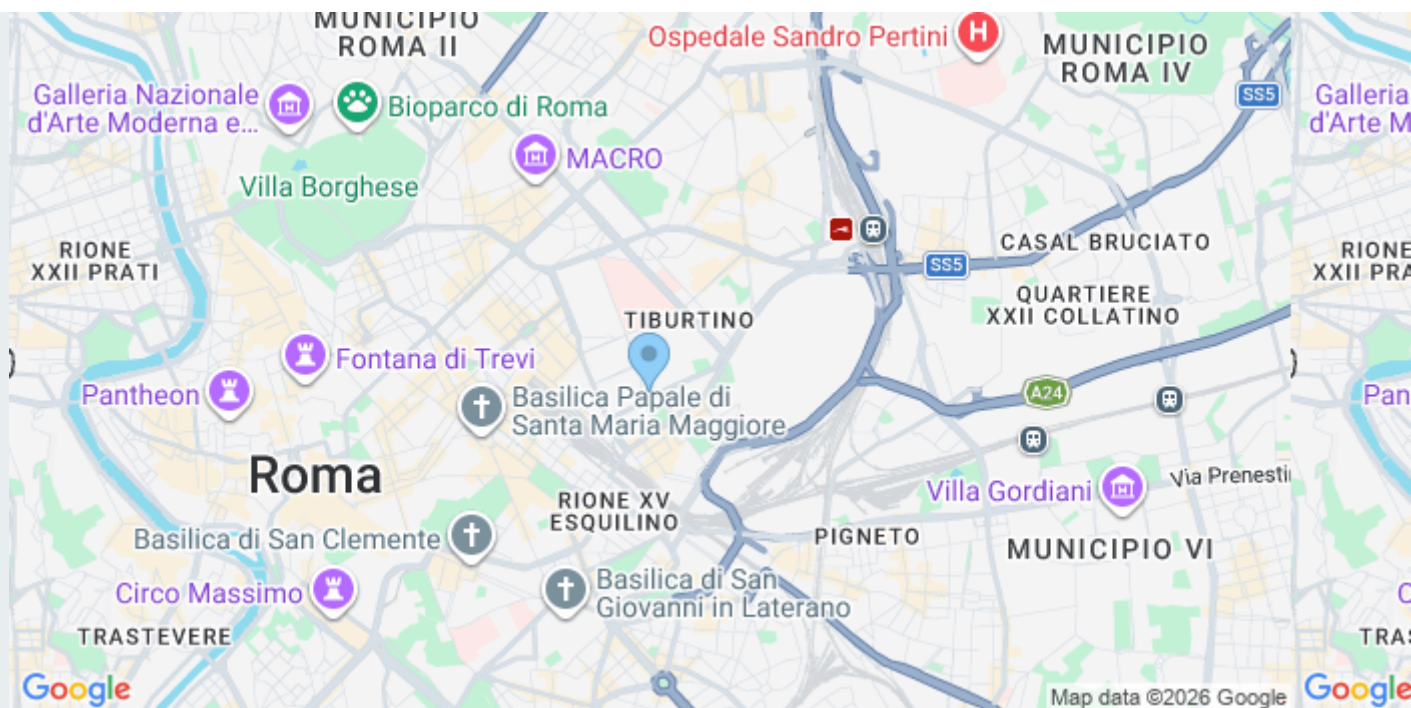 MUNICIPIO
ROMA II
Ospedale Sandro Pertini
H
MUNICIPIO
ROMA IV
SS5
Galleria Nazionale
d'Arte Moderna e...
Bioparco di Roma
MACRO
Villa Borghese
Galleria
d'Arte M
RIONE
XXII PRATI
CASAL BRUCIATO
SS5
QUARTIERE
XXII COLLATINO
RIONE
XXII PRA
TIBURTINO
Fontana di Trevi
Pantheon
Basilica Papale di
Santa Maria Maggiore
A24
Pan
Roma
RIONE XV
ESQUILINO
Villa Gordiani
Via Prenesti
Basilica di San Clemente
PIGNETO
MUNICIPIO VI
Circo Massimo
Basilica di San
Giovanni in Laterano
C
TRASTEVERE
TRAS
Google
Map data ©2026 Google
Google